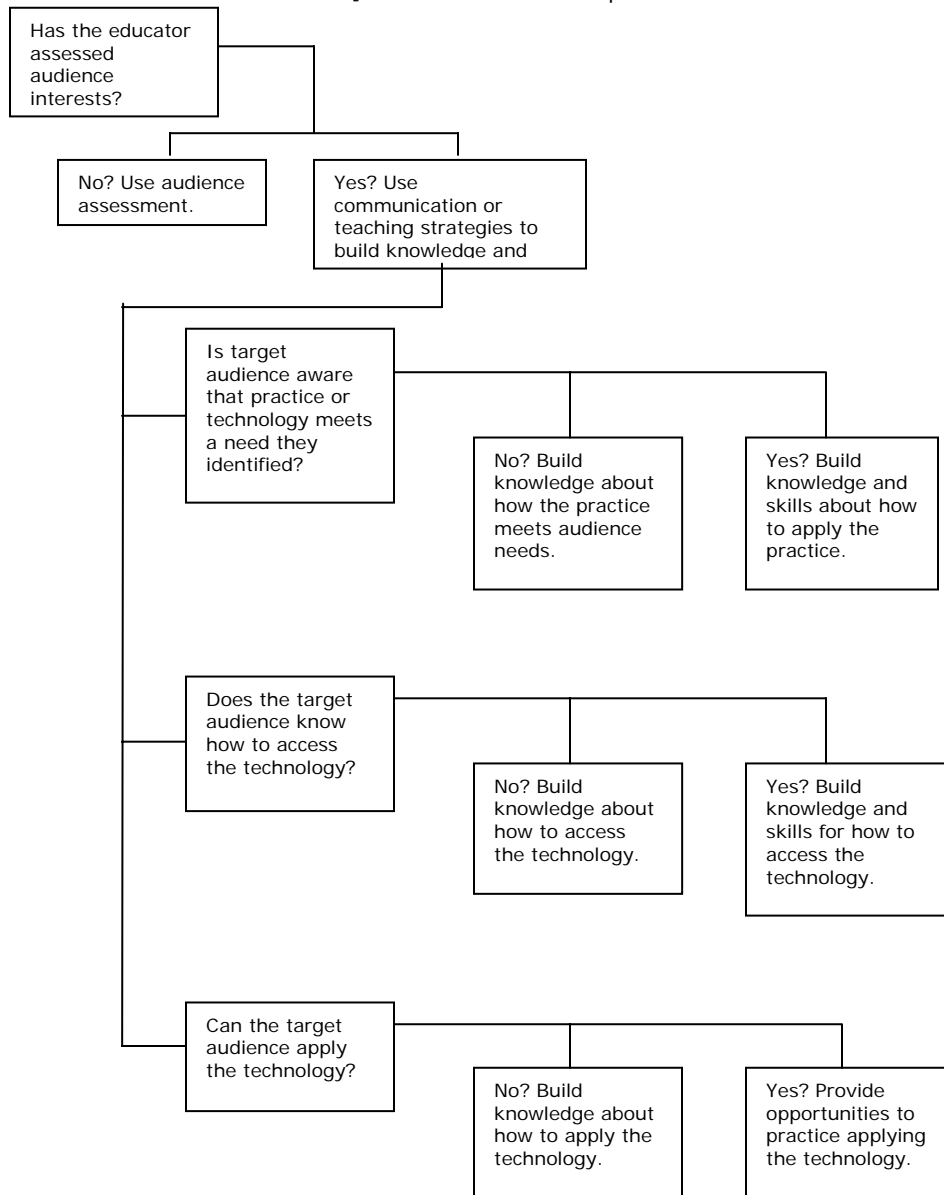 Has the educator
assessed
audience
interests?
No? Use audience
assessment.
Yes? Use
communication or
teaching strategies to
build knowledge and
Is target
audience aware
that practice or
technology meets
a need they
identified?
No? Build
knowledge about
how the practice
meets audience
needs.
Yes? Build
knowledge and
skills about how
to apply the
practice.
Does the target
audience know
how to access
the technology?
No? Build
knowledge about
how to access
the technology.
Yes? Build
knowledge and
skills for how to
access the
technology.
Can the target
audience apply
the technology?
No? Build
knowledge about
how to apply the
technology.
Yes? Provide
opportunities to
practice applying
the technology.